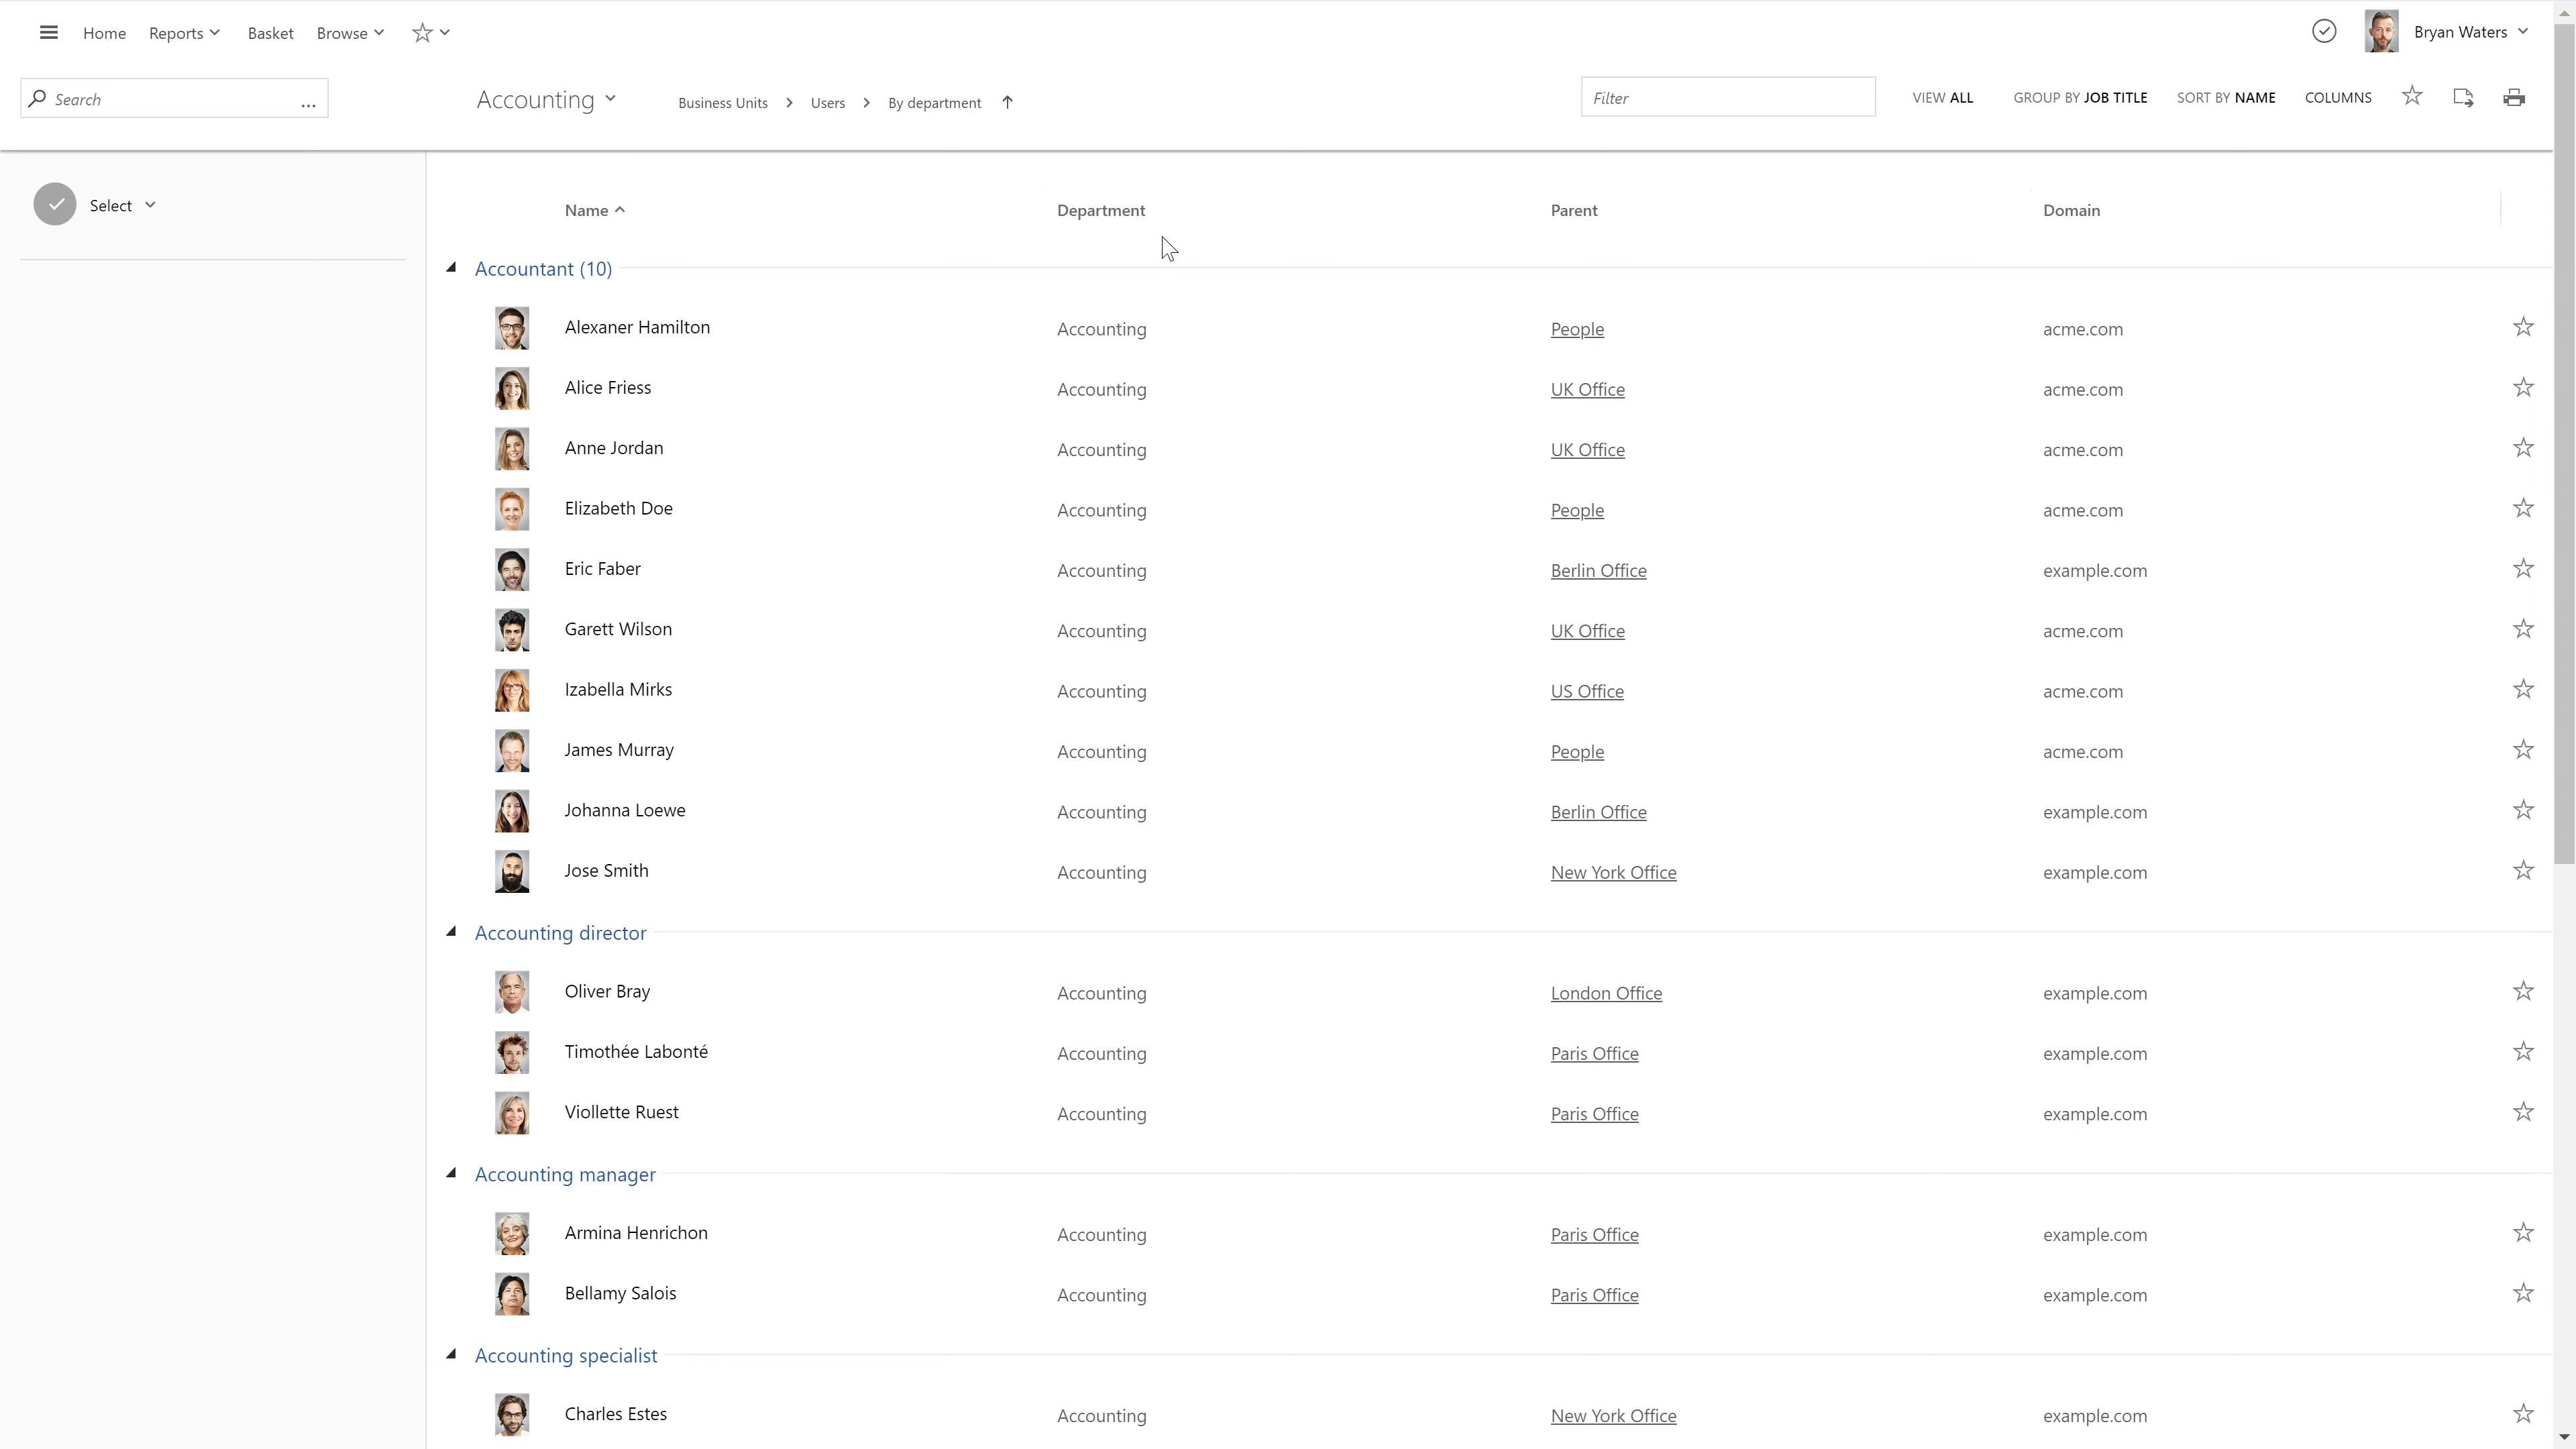 Home Reports Basket Browse Bryan Waters
Search ... Accounting Business Units Users By department Filter VIEW ALL GROUP BY JOB TITLE SORT BY NAME COLUMNS
Select
Name Department Parent Domain
Accountant (10)
Alexaner Hamilton Accounting People acme.com
Alice Friess Accounting UK Office acme.com
Anne Jordan Accounting UK Office acme.com
Elizabeth Doe Accounting People acme.com
Eric Faber Accounting Berlin Office example.com
Garett Wilson Accounting UK Office acme.com
Izabella Mirks Accounting US Office acme.com
James Murray Accounting People acme.com
Johanna Loewe Accounting Berlin Office example.com
Jose Smith Accounting New York Office example.com
Accounting director
Oliver Bray Accounting London Office example.com
Timothée Labonté Accounting Paris Office example.com
Viollette Ruest Accounting Paris Office example.com
Accounting manager
Armina Henrichon Accounting Paris Office example.com
Bellamy Salois Accounting Paris Office example.com
Accounting specialist
Charles Estes Accounting New York Office example.com